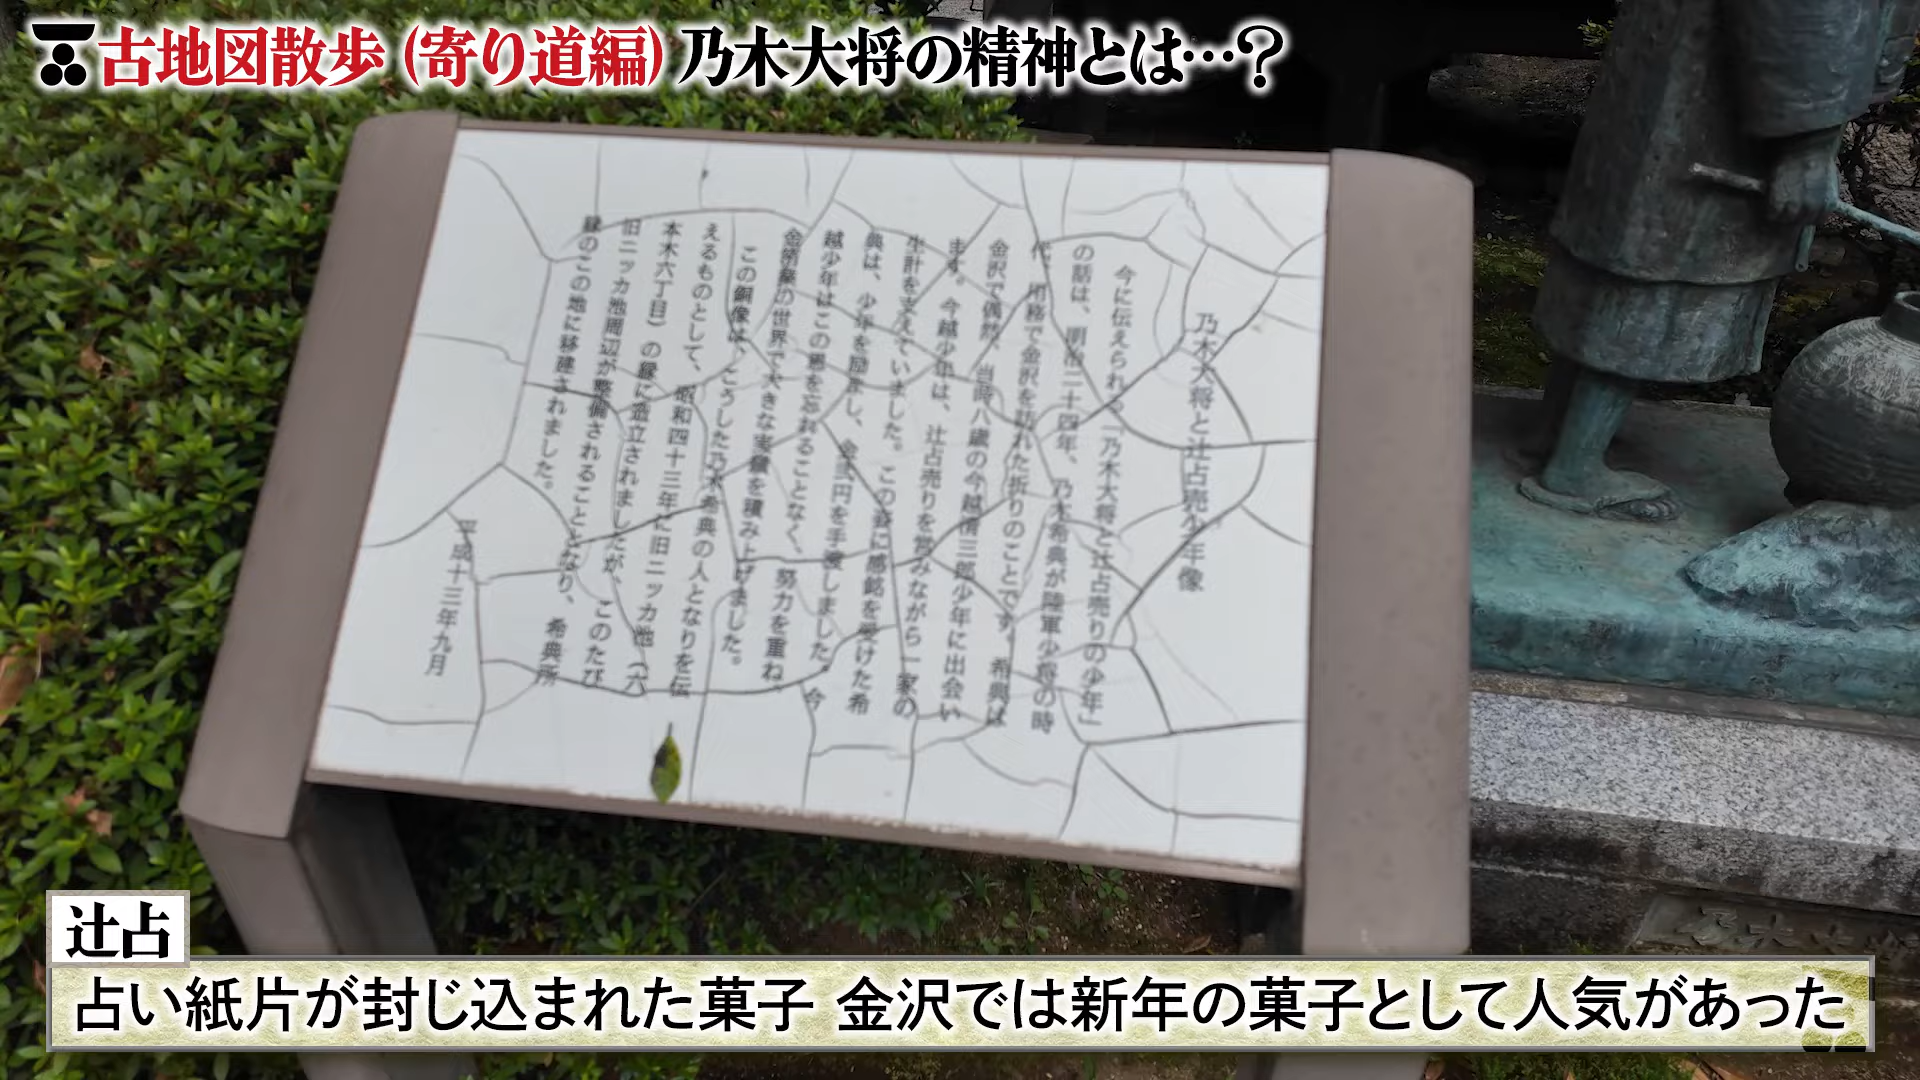 古地図散歩(寄り道編)乃木大将の精神とは…?
乃木大将と辻占売少年像
今に伝えられる「乃木大将と辻占売りの少年」
の話は、明治二十四年、乃木希典が陸軍少将の時
代、用務で金沢を訪れた折りのことです。希典は
金沢で偶然、当時八歳の今越清三郎少年に出会い
ます。今越少年は、辻占売りを営みながら一家の
生計を支えていました。この姿に感銘を受けた希
典は、少年を励まし、金弐円を手渡しました。今
越少年はこの恩を忘れることなく、努力を重ね、
金箔業の世界で大きな実績を積み上げました。
この銅像は、こうした乃木希典の人となりを伝
えるものとして、昭和四十三年に旧ニッカ池(六
本木六丁目)の縁に造立されましたが、このたび
旧ニッカ池周辺が整備されることとなり、希典所
縁のこの地に移建されました。
平成十三年九月
辻占
占い紙片が封じ込まれた菓子 金沢では新年の菓子として人気があった